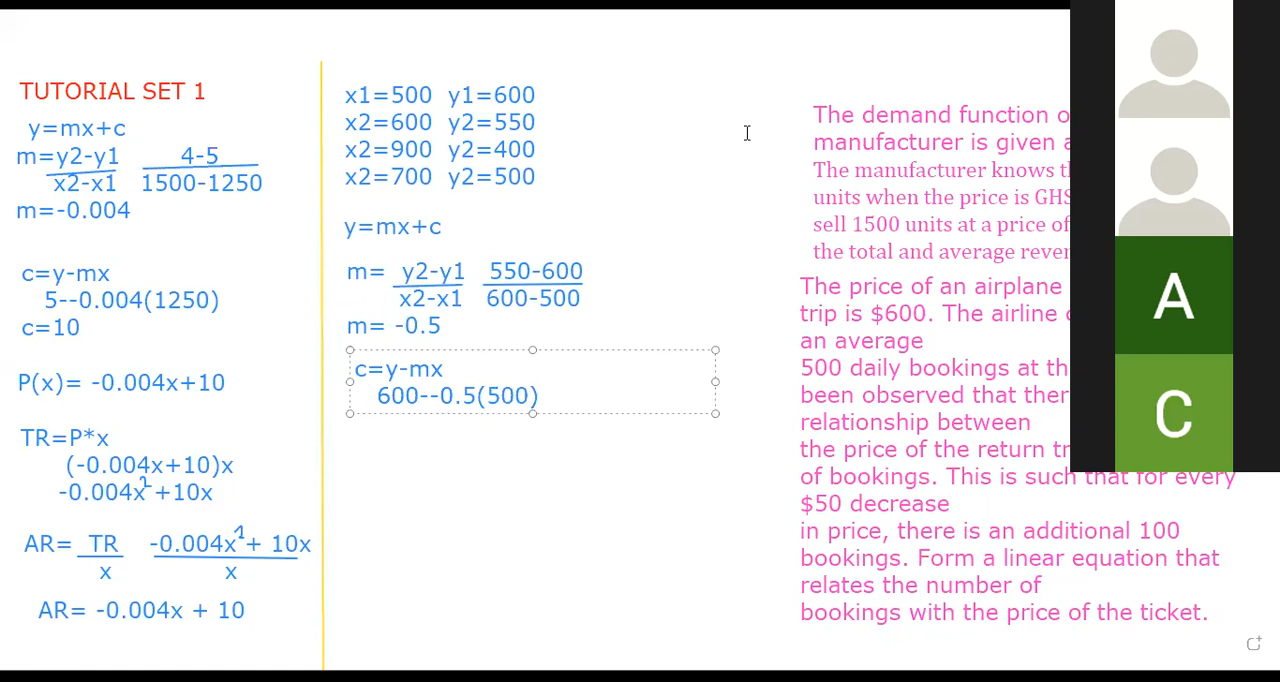 TUTORIAL SET 1
y=mx+c
m=y2-y1 4-5
x2-x1 1500-1250
m=-0.004
c=y-mx
5--0.004(1250)
c=10
P(x)= -0.004x+10
TR=P*x
(-0.004x+10)x
-0.004x² +10x
AR= TR -0.004x²+ 10x
x x
AR= -0.004x + 10
x1=500 y1=600
x2=600 y2=550
x2=900 y2=400
x2=700 y2=500
y=mx+c
m= y2-y1 550-600
x2-x1 600-500
m= -0.5
c=y-mx
600--0.5(500)
The demand function
manufacturer is given
The manufacturer knows
units when the price is GHS
sell 1500 units at a price of
the total and average
The price of an airplane
trip is $600. The airline
an average
500 daily bookings at
been observed that
relationship between
the price of the return
of bookings. This is such that for every
$50 decrease
in price, there is an additional 100
bookings. Form a linear equation that
relates the number of
bookings with the price of the ticket.
A
C